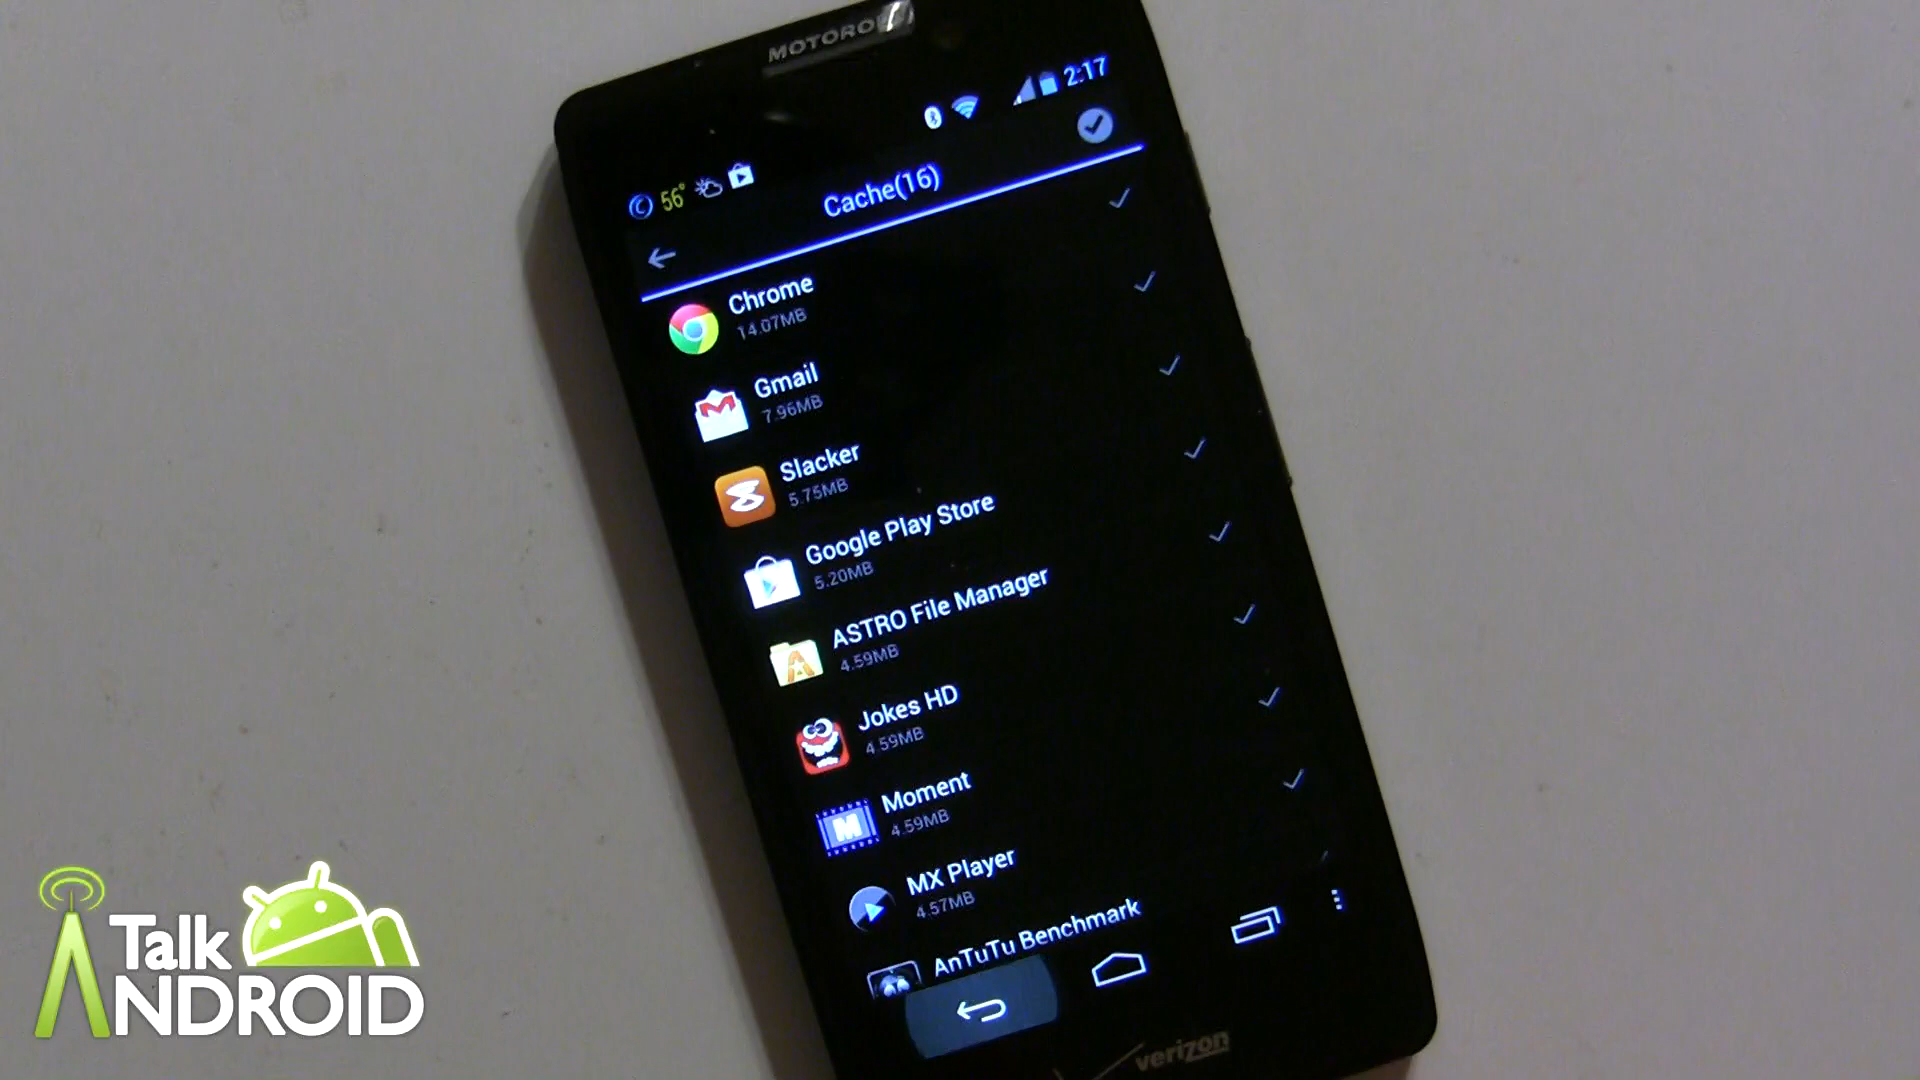 MOTOROLA
2:17
56°
Cache(16)
Chrome
14.07MB
Gmail
7.96MB
Slacker
5.75MB
Google Play Store
5.20MB
ASTRO File Manager
4.59MB
Jokes HD
4.59MB
M
Moment
4.59MB
MX Player
4.57MB
AnTuTu Benchmark
verizon
Talk
ANDROID